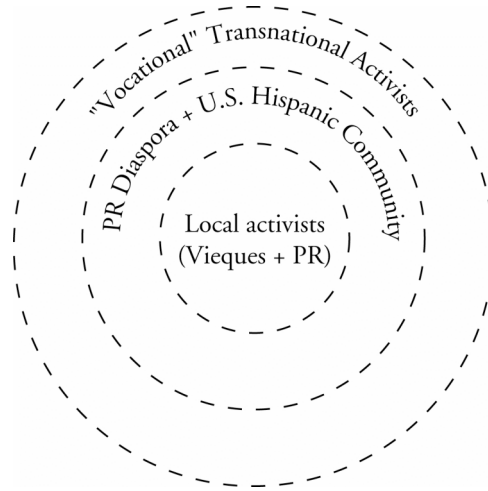 "Vocational" Transnational Activists
PR Diaspora + U.S. Hispanic Community
Local activists
(Vieques + PR)